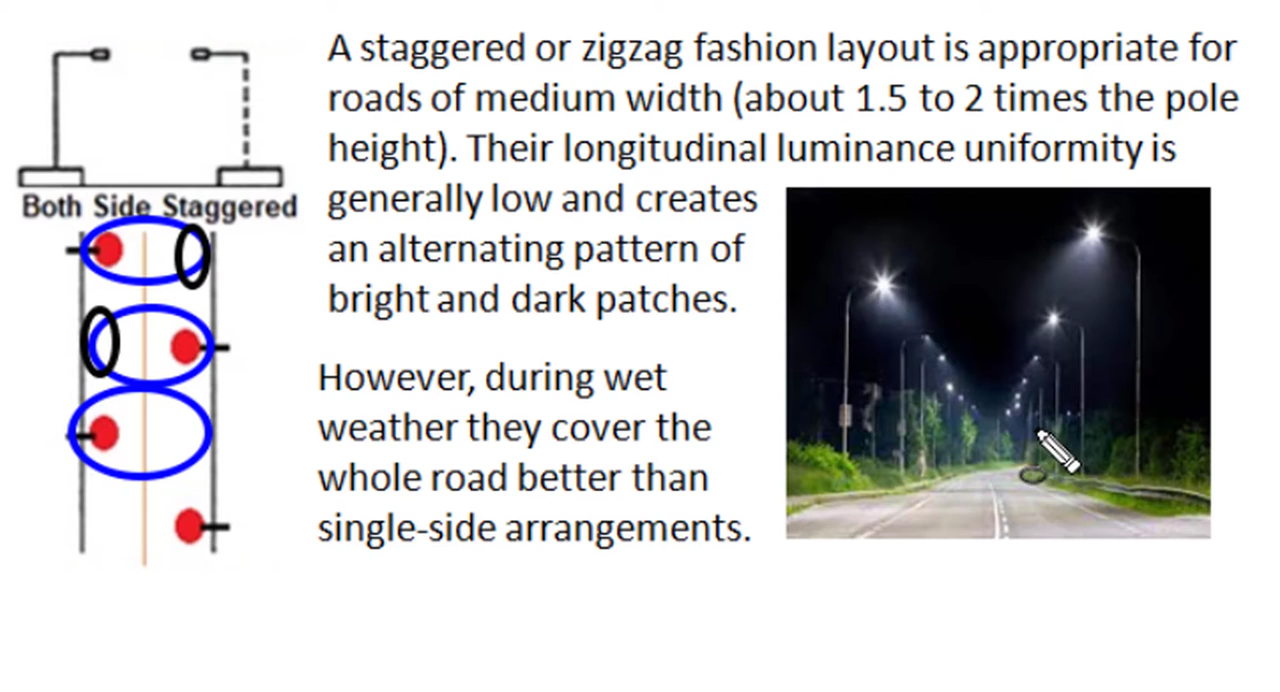 Both Side Staggered
A staggered or zigzag fashion layout is appropriate for
roads of medium width (about 1.5 to 2 times the pole
height). Their longitudinal luminance uniformity is
generally low and creates
an alternating pattern of
bright and dark patches.
However, during wet
weather they cover the
whole road better than
single-side arrangements.